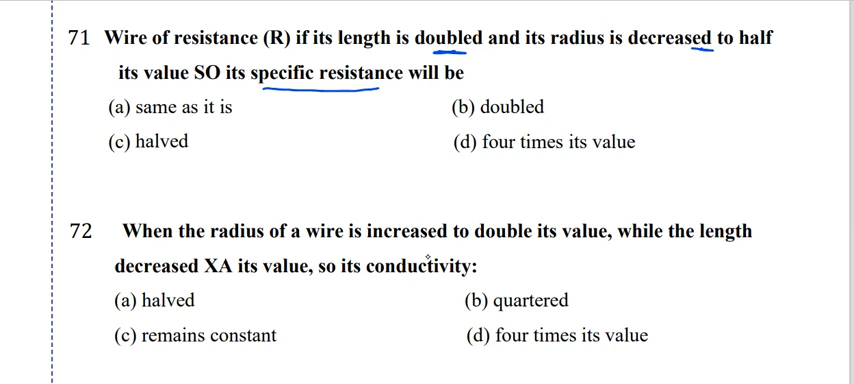 71 Wire of resistance (R) if its length is doubled and its radius is decreased to half
its value SO its specific resistance will be
(a) same as it is (b) doubled
(c) halved (d) four times its value
72 When the radius of a wire is increased to double its value, while the length
decreased XA its value, so its conductivity:
(a) halved (b) quartered
(c) remains constant (d) four times its value